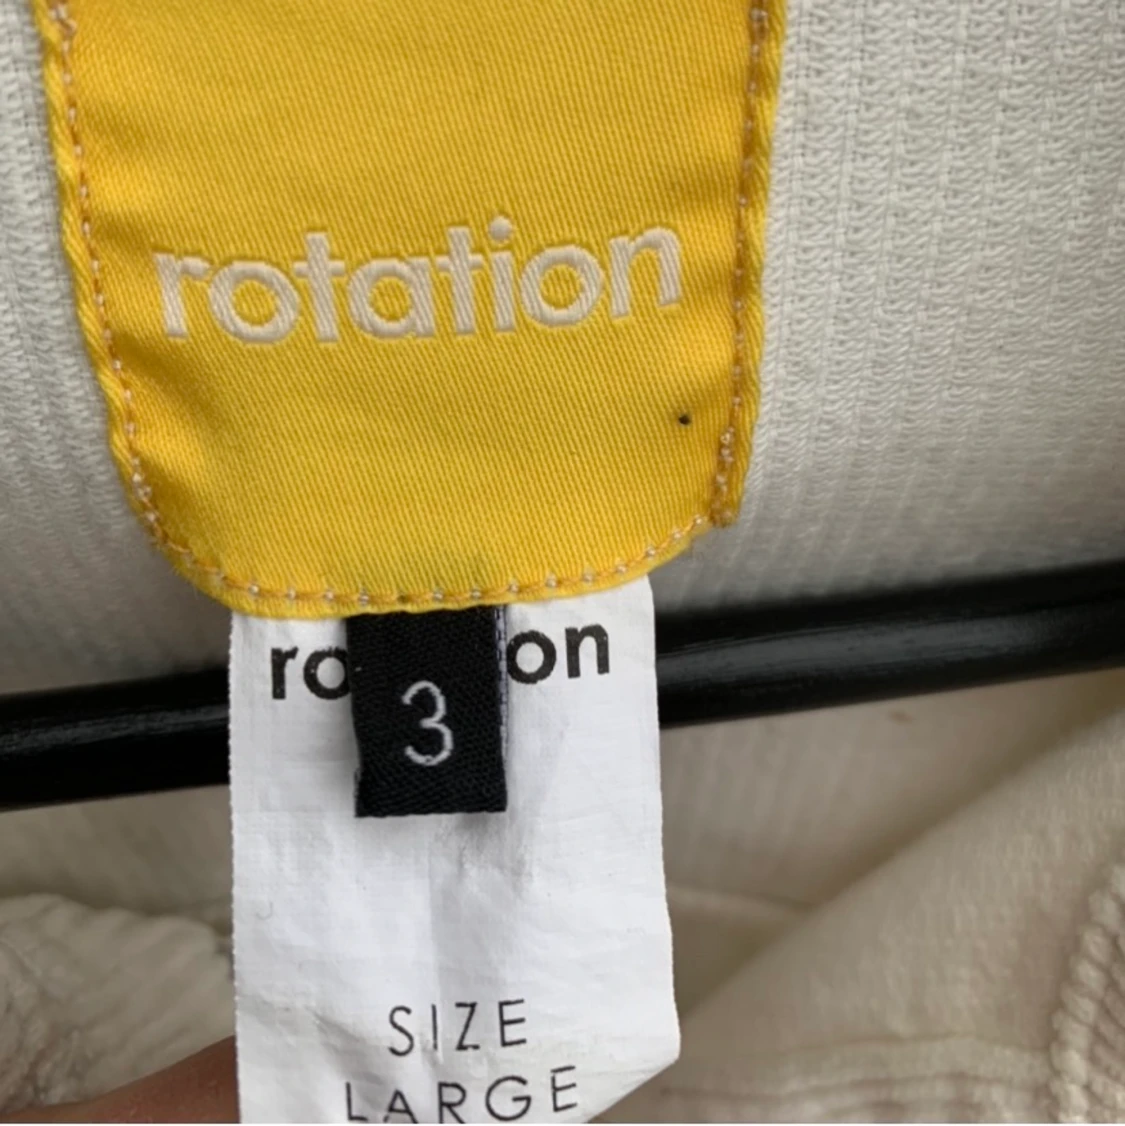 rotation
ro on
3
SIZE
LARGE